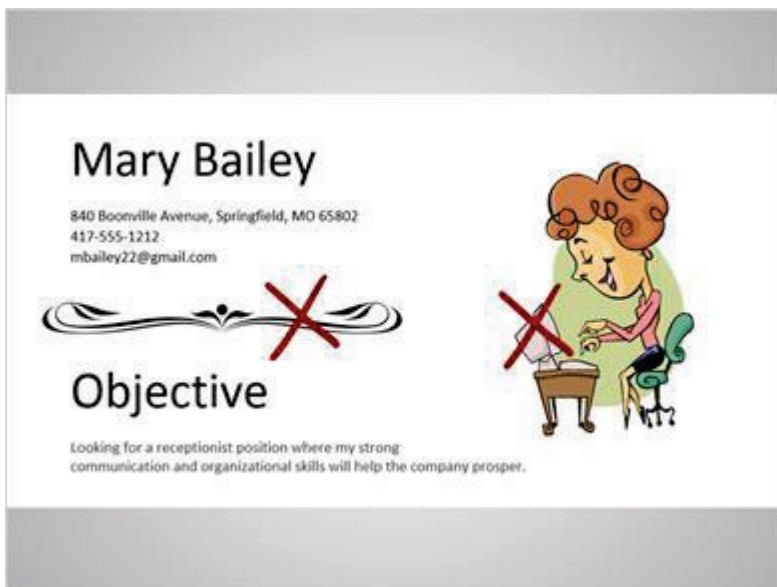 Mary Bailey
840 Boonville Avenue, Springfield, MO 65802
417-555-1212
mbailey22@gmail.com
Objective
Looking for a receptionist position where my strong
communication and organizational skills will help the company prosper.